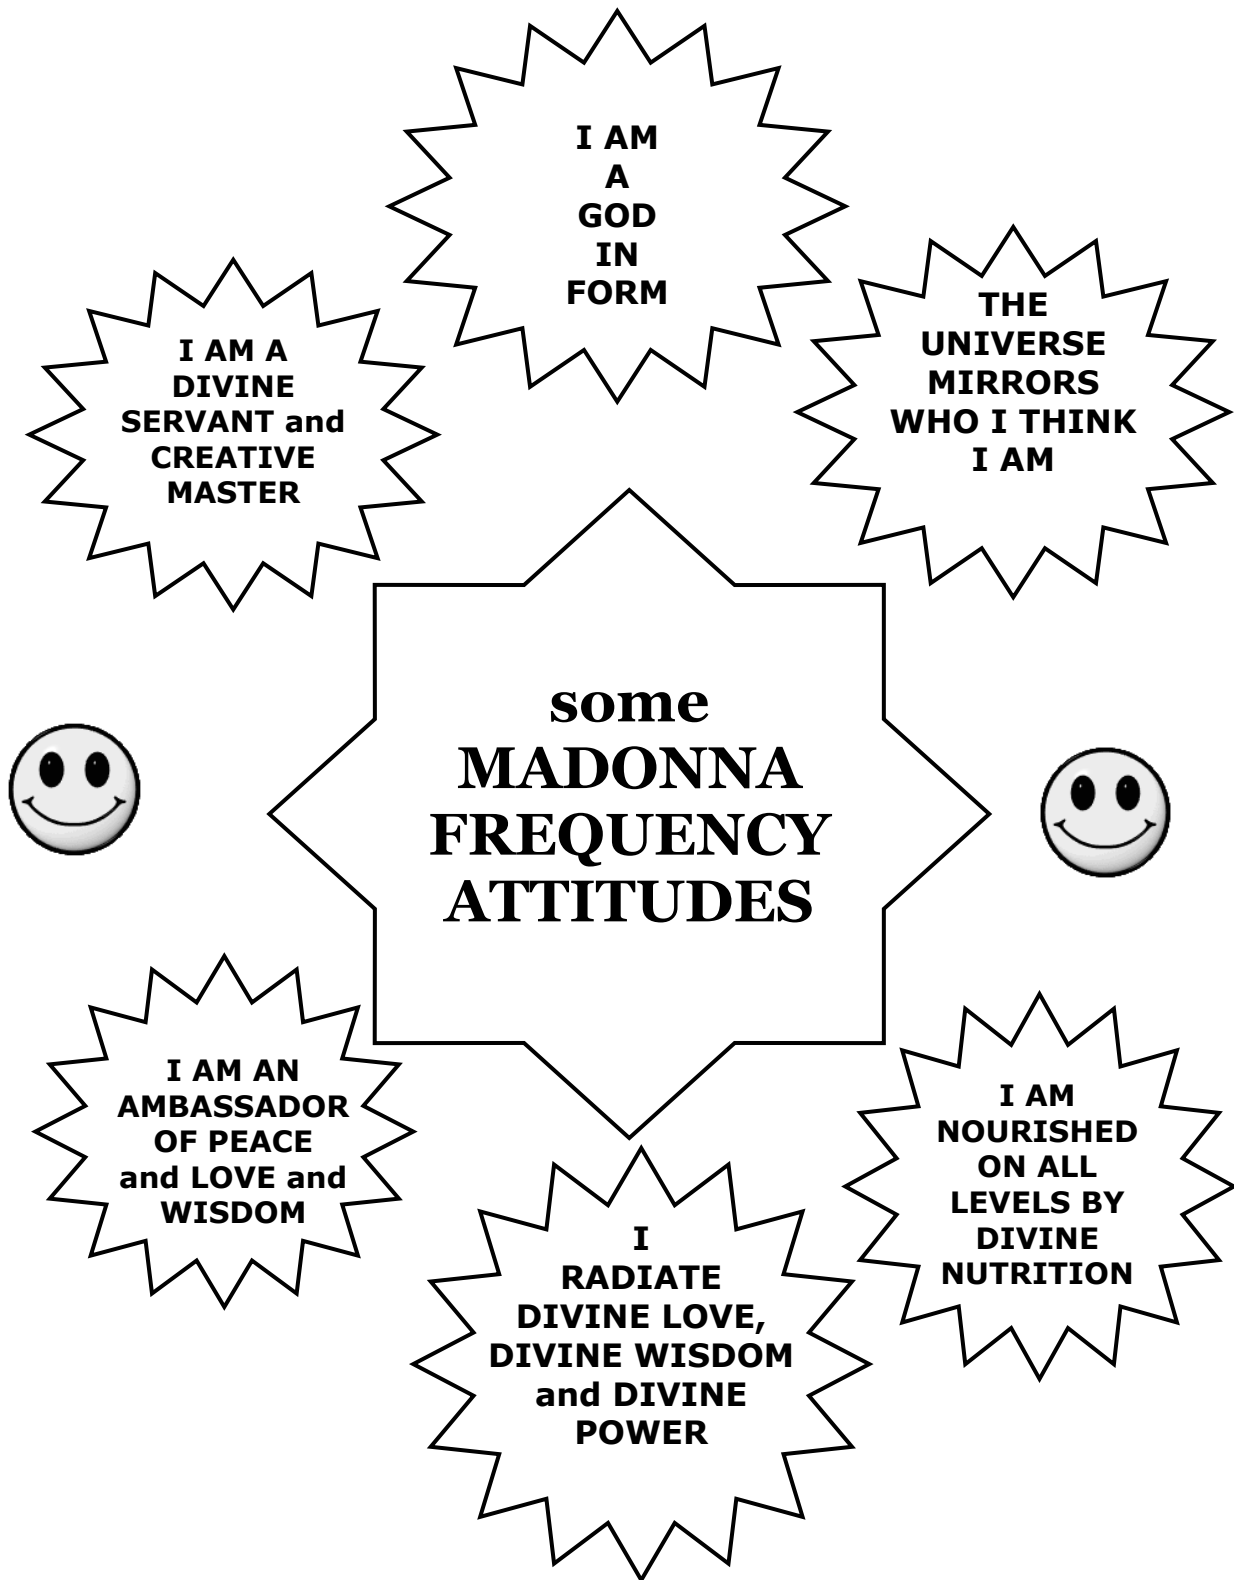 I AM
A
GOD
IN
FORM
I AM A
DIVINE
SERVANT and
CREATIVE
MASTER
THE
UNIVERSE
MIRRORS
WHO I THINK
I AM
some
MADONNA
FREQUENCY
ATTITUDES
I AM AN
AMBASSADOR
OF PEACE
and LOVE and
WISDOM
I AM
NOURISHED
ON ALL
LEVELS BY
DIVINE
NUTRITION
I
RADIATE
DIVINE LOVE,
DIVINE WISDOM
and DIVINE
POWER